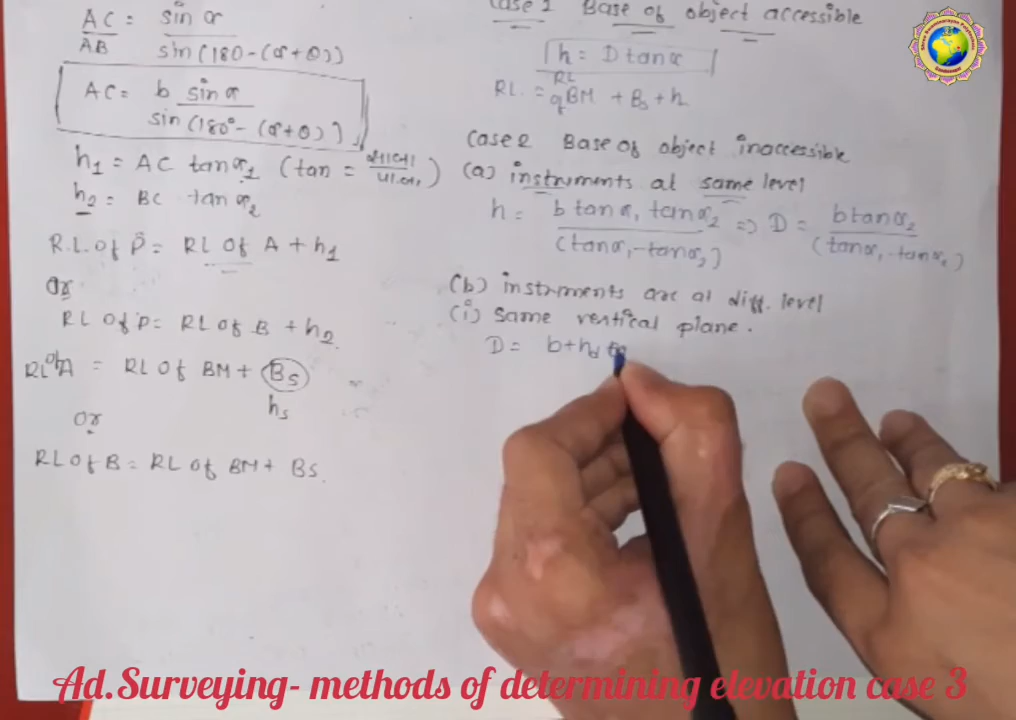 AC = sin α
AB sin (180 - (α+θ))
AC = b sin α
sin (180° - (α+θ))
h1 = AC tan α1 (tan = સામેની / પા.ની )
h2 = BC tan α2
R.L. of P = RL of A + h1
Or
RL of P = RL of B + h2
RL of A = RL of BM + Bs
hs
or
RL of B = RL of BM + Bs.
Case 1 Base of object accessible
h = D tan α
RL = RL of BM + Bs + h
Case 2 Base of object inaccessible
(a) instruments at same level
h = b tan α1 tan α2 / (tan α1 - tan α2) => D = b tan α2 / (tan α1 - tan α2)
(b) instrments are at diff. level
(i) same vertical plane.
D = b + hd
Ad.Surveying- methods of determining elevation case 3